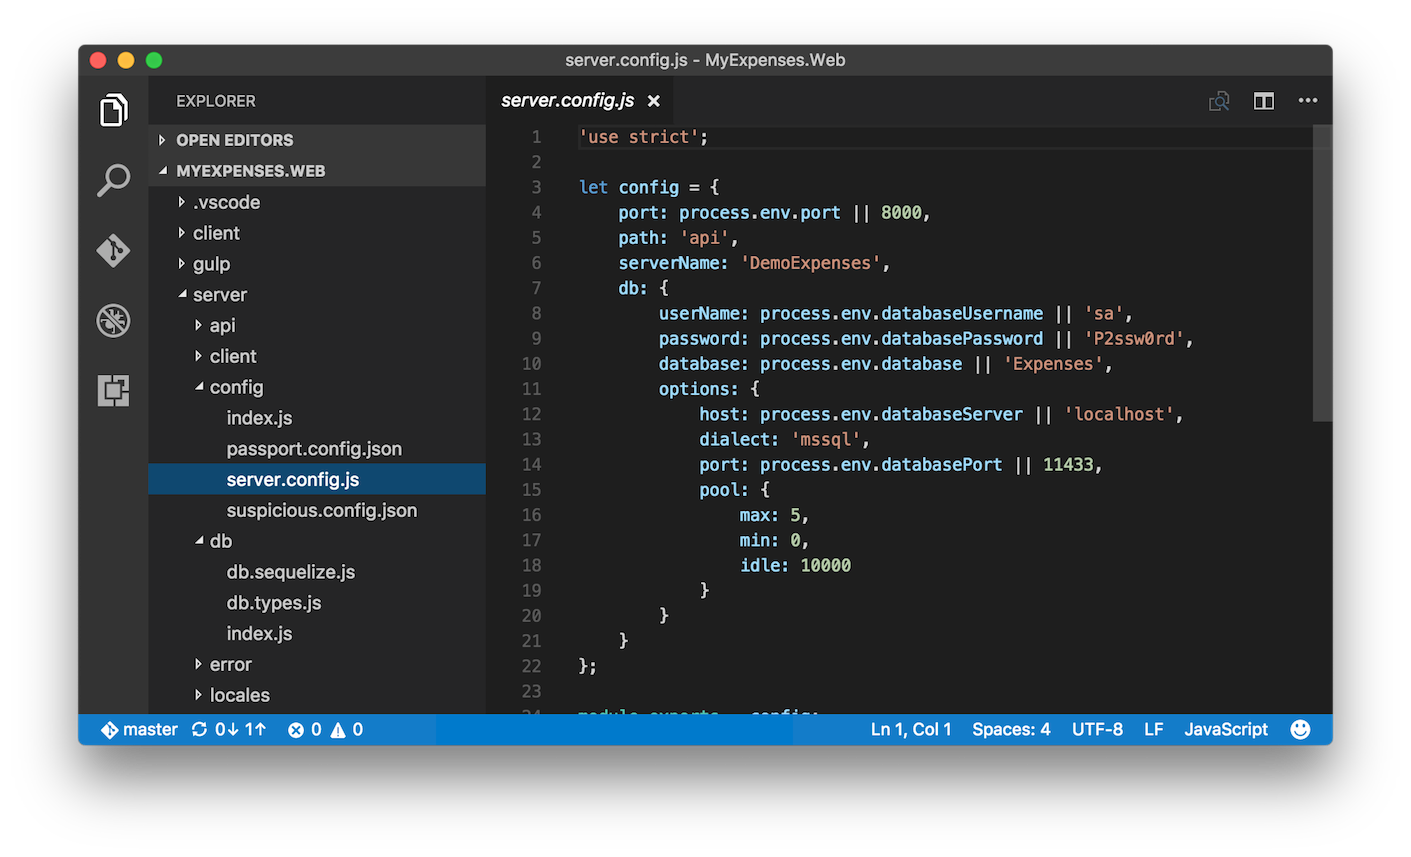 server.config.js - MyExpenses.Web
EXPLORER
OPEN EDITORS
MYEXPENSES.WEB
.vscode
client
gulp
server
api
client
config
index.js
passport.config.json
server.config.js
suspicious.config.json
db
db.sequelize.js
db.types.js
index.js
error
locales
server.config.js
1 'use strict';
2
3 let config = {
4 port: process.env.port || 8000,
5 path: 'api',
6 serverName: 'DemoExpenses',
7 db: {
8 userName: process.env.databaseUsername || 'sa',
9 password: process.env.databasePassword || 'P2ssw0rd',
10 database: process.env.database || 'Expenses',
11 options: {
12 host: process.env.databaseServer || 'localhost',
13 dialect: 'mssql',
14 port: process.env.databasePort || 11433,
15 pool: {
16 max: 5,
17 min: 0,
18 idle: 10000
19 }
20 }
21 }
22 };
23
24 module.exports = config;
master 0↓ 1↑ 0 0 Ln 1, Col 1 Spaces: 4 UTF-8 LF JavaScript